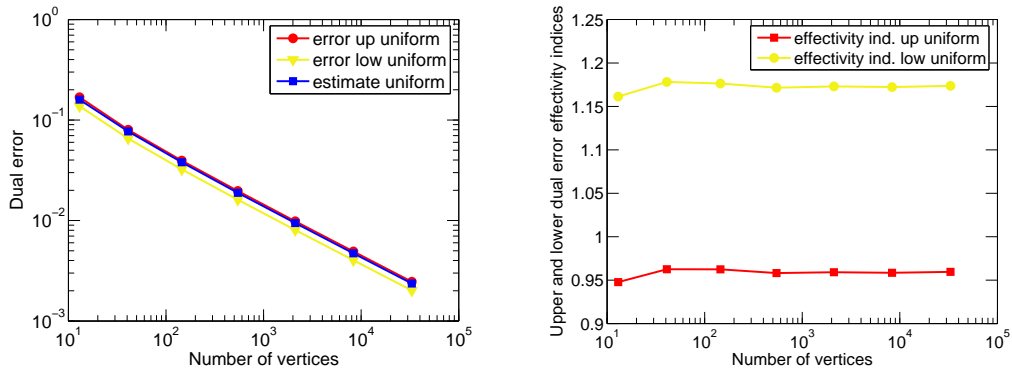 10^0
10^-1
10^-2
10^-3
10^1
10^2
10^3
10^4
10^5
Dual error
Number of vertices
error up uniform
error low uniform
estimate uniform
1.25
1.2
1.15
1.1
1.05
1
0.95
0.9
10^1
10^2
10^3
10^4
10^5
Upper and lower dual error effectivity indices
Number of vertices
effectivity ind. up uniform
effectivity ind. low uniform